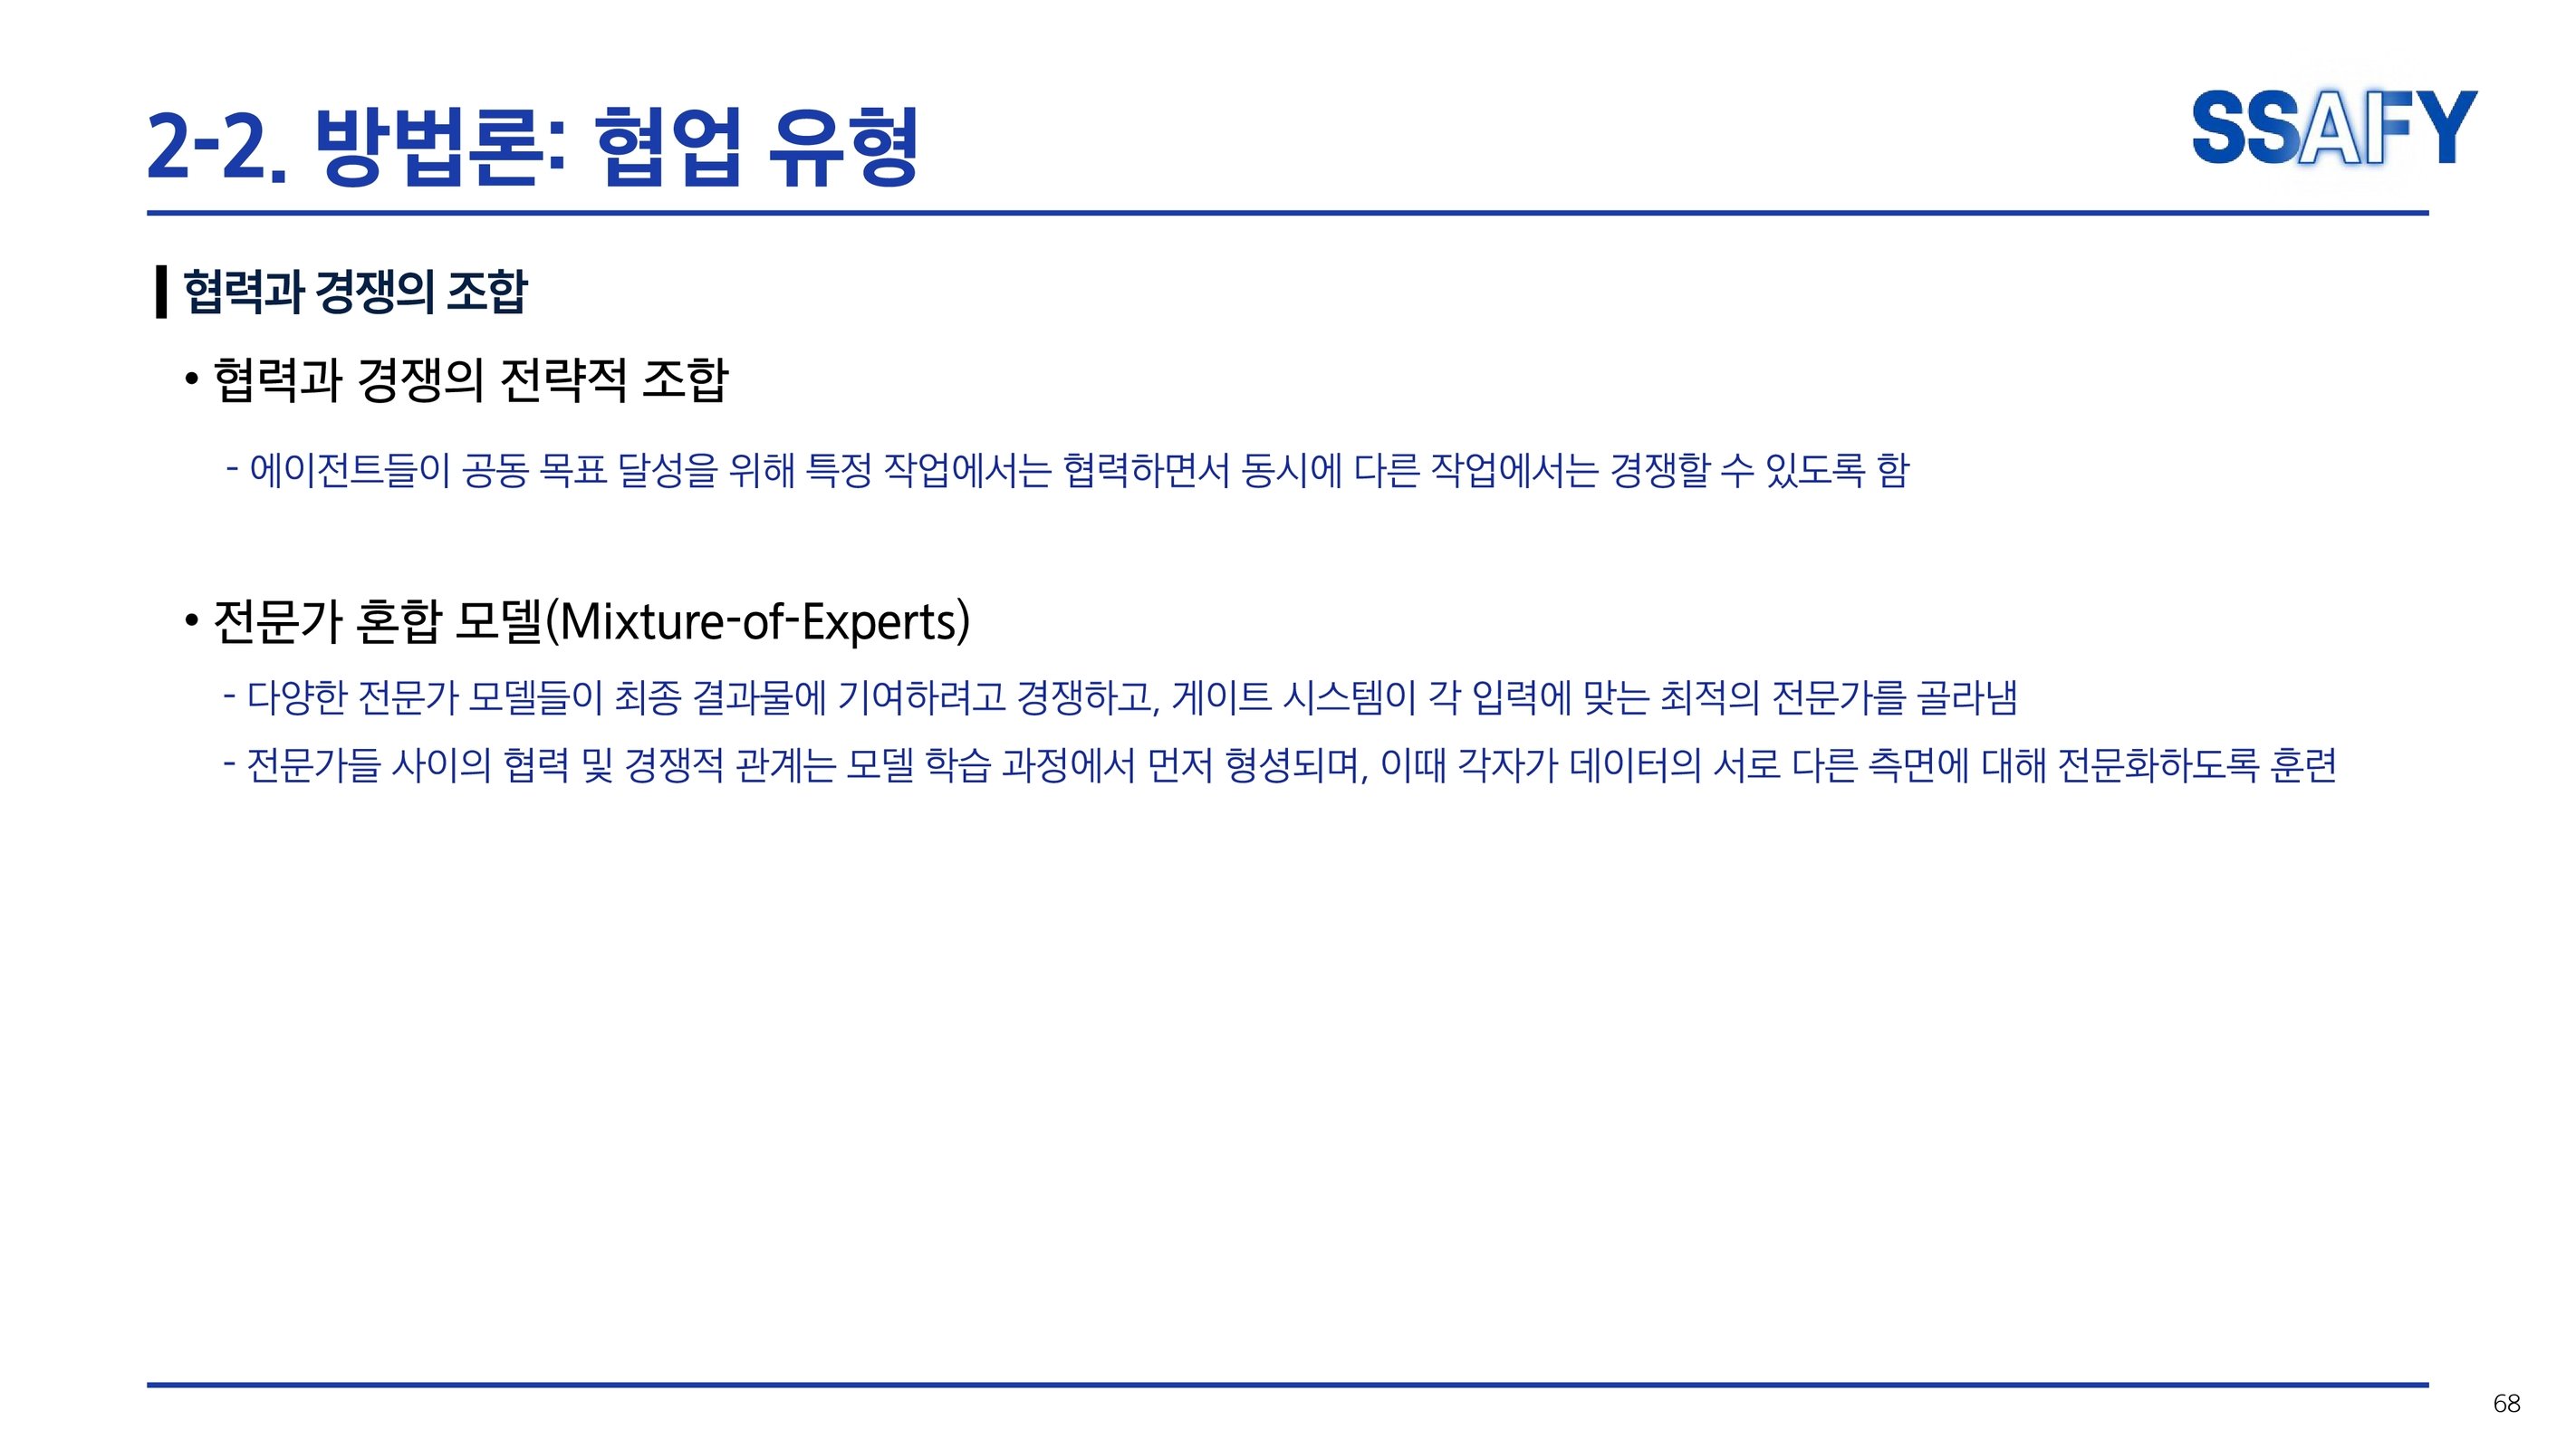 2-2. 방법론: 협업 유형
SSAFY
협력과 경쟁의 조합
• 협력과 경쟁의 전략적 조합
- 에이전트들이 공동 목표 달성을 위해 특정 작업에서는 협력하면서 동시에 다른 작업에서는 경쟁할 수 있도록 함
• 전문가 혼합 모델(Mixture-of-Experts)
- 다양한 전문가 모델들이 최종 결과물에 기여하려고 경쟁하고, 게이트 시스템이 각 입력에 맞는 최적의 전문가를 골라냄
- 전문가들 사이의 협력 및 경쟁적 관계는 모델 학습 과정에서 먼저 형셩되며, 이때 각자가 데이터의 서로 다른 측면에 대해 전문화하도록 훈련
68